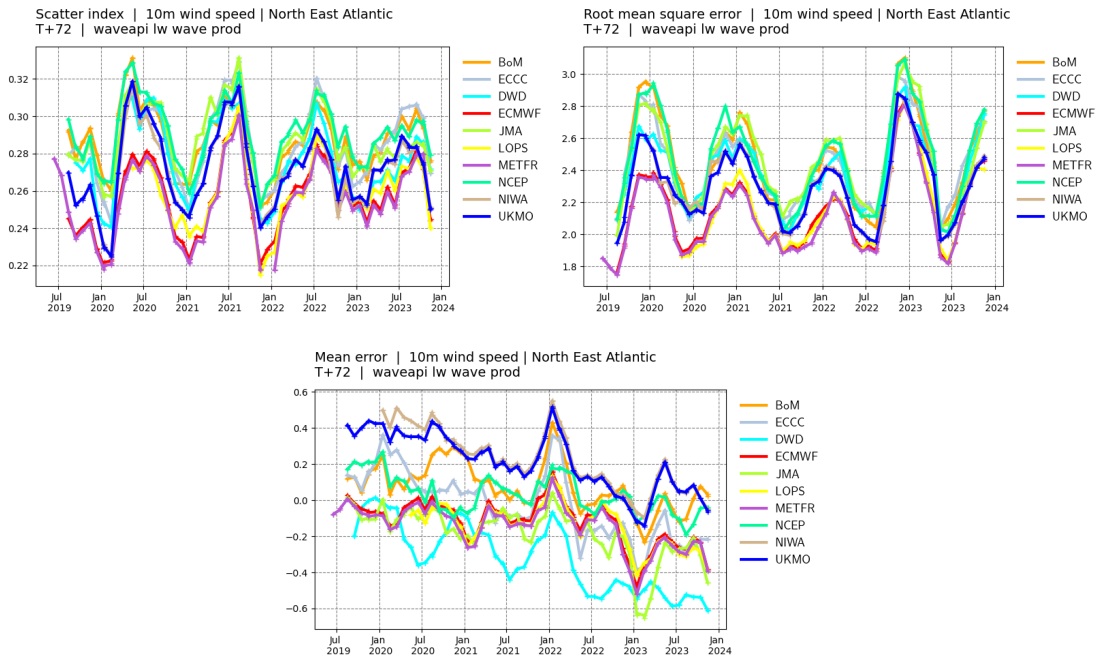 Scatter index | 10m wind speed | North East Atlantic
T+72 | waveapi lw wave prod
0.32
0.30
0.28
0.26
0.24
0.22
Jul 2019
Jan 2020
Jul 2020
Jan 2021
Jul 2021
Jan 2022
Jul 2022
Jan 2023
Jul 2023
Jan 2024
BoM
ECCC
DWD
ECMWF
JMA
LOPS
METFR
NCEP
NIWA
UKMO
Root mean square error | 10m wind speed | North East Atlantic
T+72 | waveapi lw wave prod
3.0
2.8
2.6
2.4
2.2
2.0
1.8
Jul 2019
Jan 2020
Jul 2020
Jan 2021
Jul 2021
Jan 2022
Jul 2022
Jan 2023
Jul 2023
Jan 2024
BoM
ECCC
DWD
ECMWF
JMA
LOPS
METFR
NCEP
NIWA
UKMO
Mean error | 10m wind speed | North East Atlantic
T+72 | waveapi lw wave prod
0.6
0.4
0.2
0.0
−0.2
−0.4
−0.6
Jul 2019
Jan 2020
Jul 2020
Jan 2021
Jul 2021
Jan 2022
Jul 2022
Jan 2023
Jul 2023
Jan 2024
BoM
ECCC
DWD
ECMWF
JMA
LOPS
METFR
NCEP
NIWA
UKMO